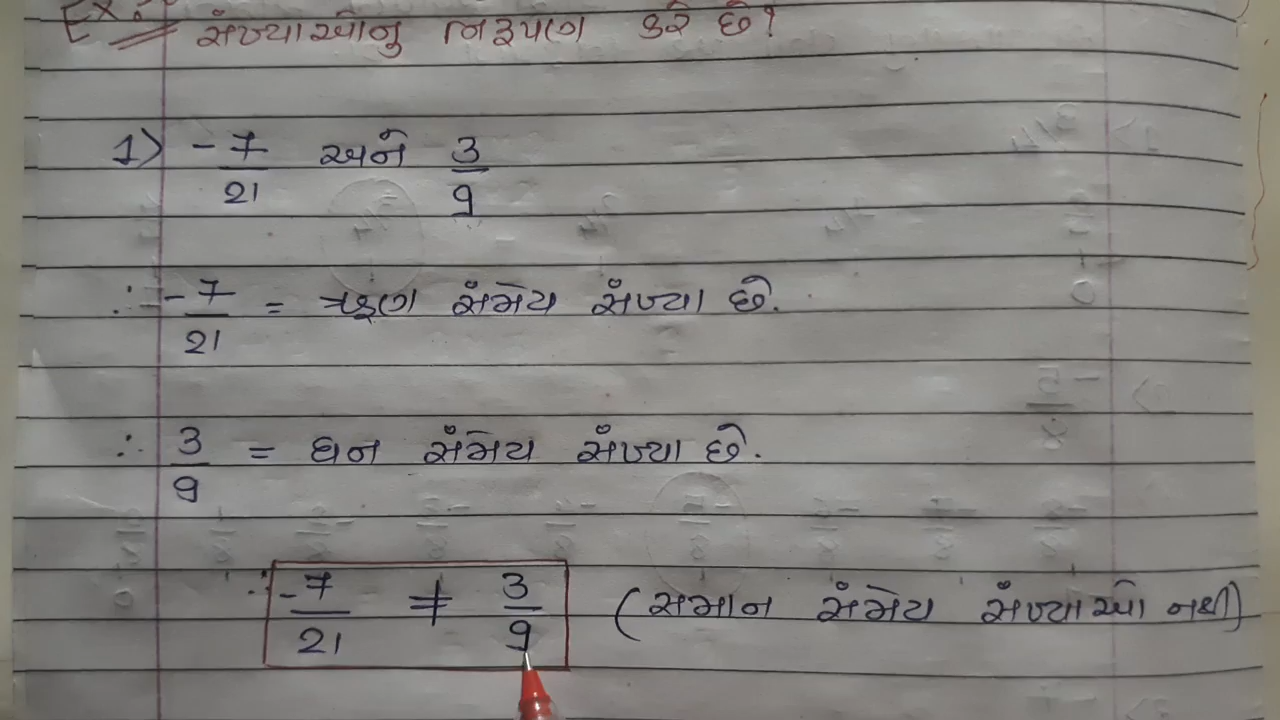 Ex: સંખ્યાઓનુ નિરૂપણ કરે છે?
1) -7/21 અને 3/9
∴ -7/21 = ઋણ સંમેય સંખ્યા છે.
∴ 3/9 = ધન સંમેય સંખ્યા છે.
∴ -7/21 ≠ 3/9 (સમાન સંમેય સંખ્યાઓ નથી)